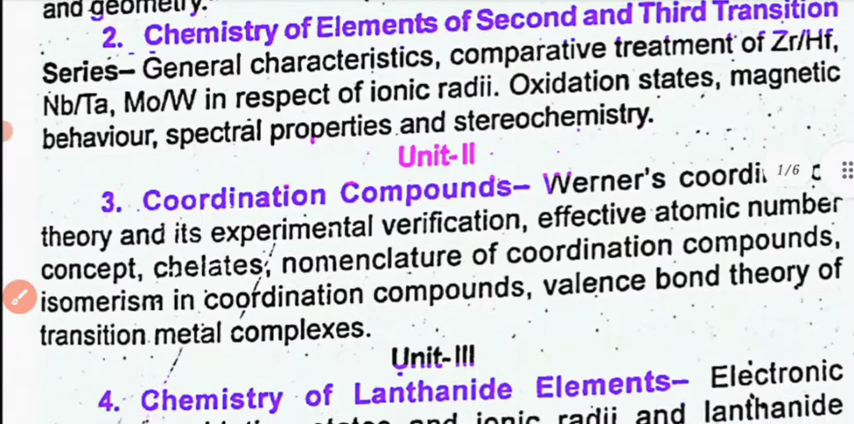 and geometry.
2. Chemistry of Elements of Second and Third Transition
Series– General characteristics, comparative treatment of Zr/Hf,
Nb/Ta, Mo/W in respect of ionic radii. Oxidation states, magnetic
behaviour, spectral properties and stereochemistry.
Unit-II
3. Coordination Compounds– Werner's coordi
1/6
theory and its experimental verification, effective atomic number
concept, chelates, nomenclature of coordination compounds,
isomerism in coordination compounds, valence bond theory of
transition metal complexes.
Unit-III
4. Chemistry of Lanthanide Elements– Electronic
and ionic radii and lanthanide